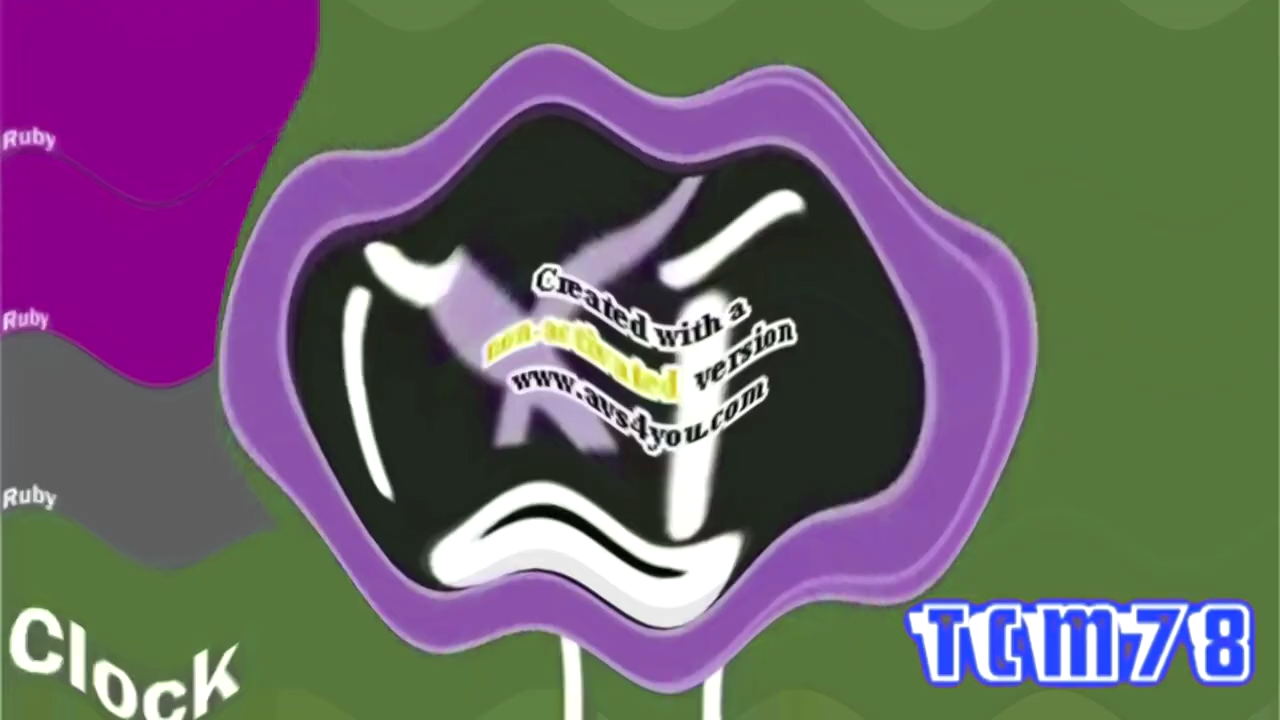 Ruby
Ruby
Ruby
Created with a
non-activated version
www.avs4you.com
Clock
TCM78